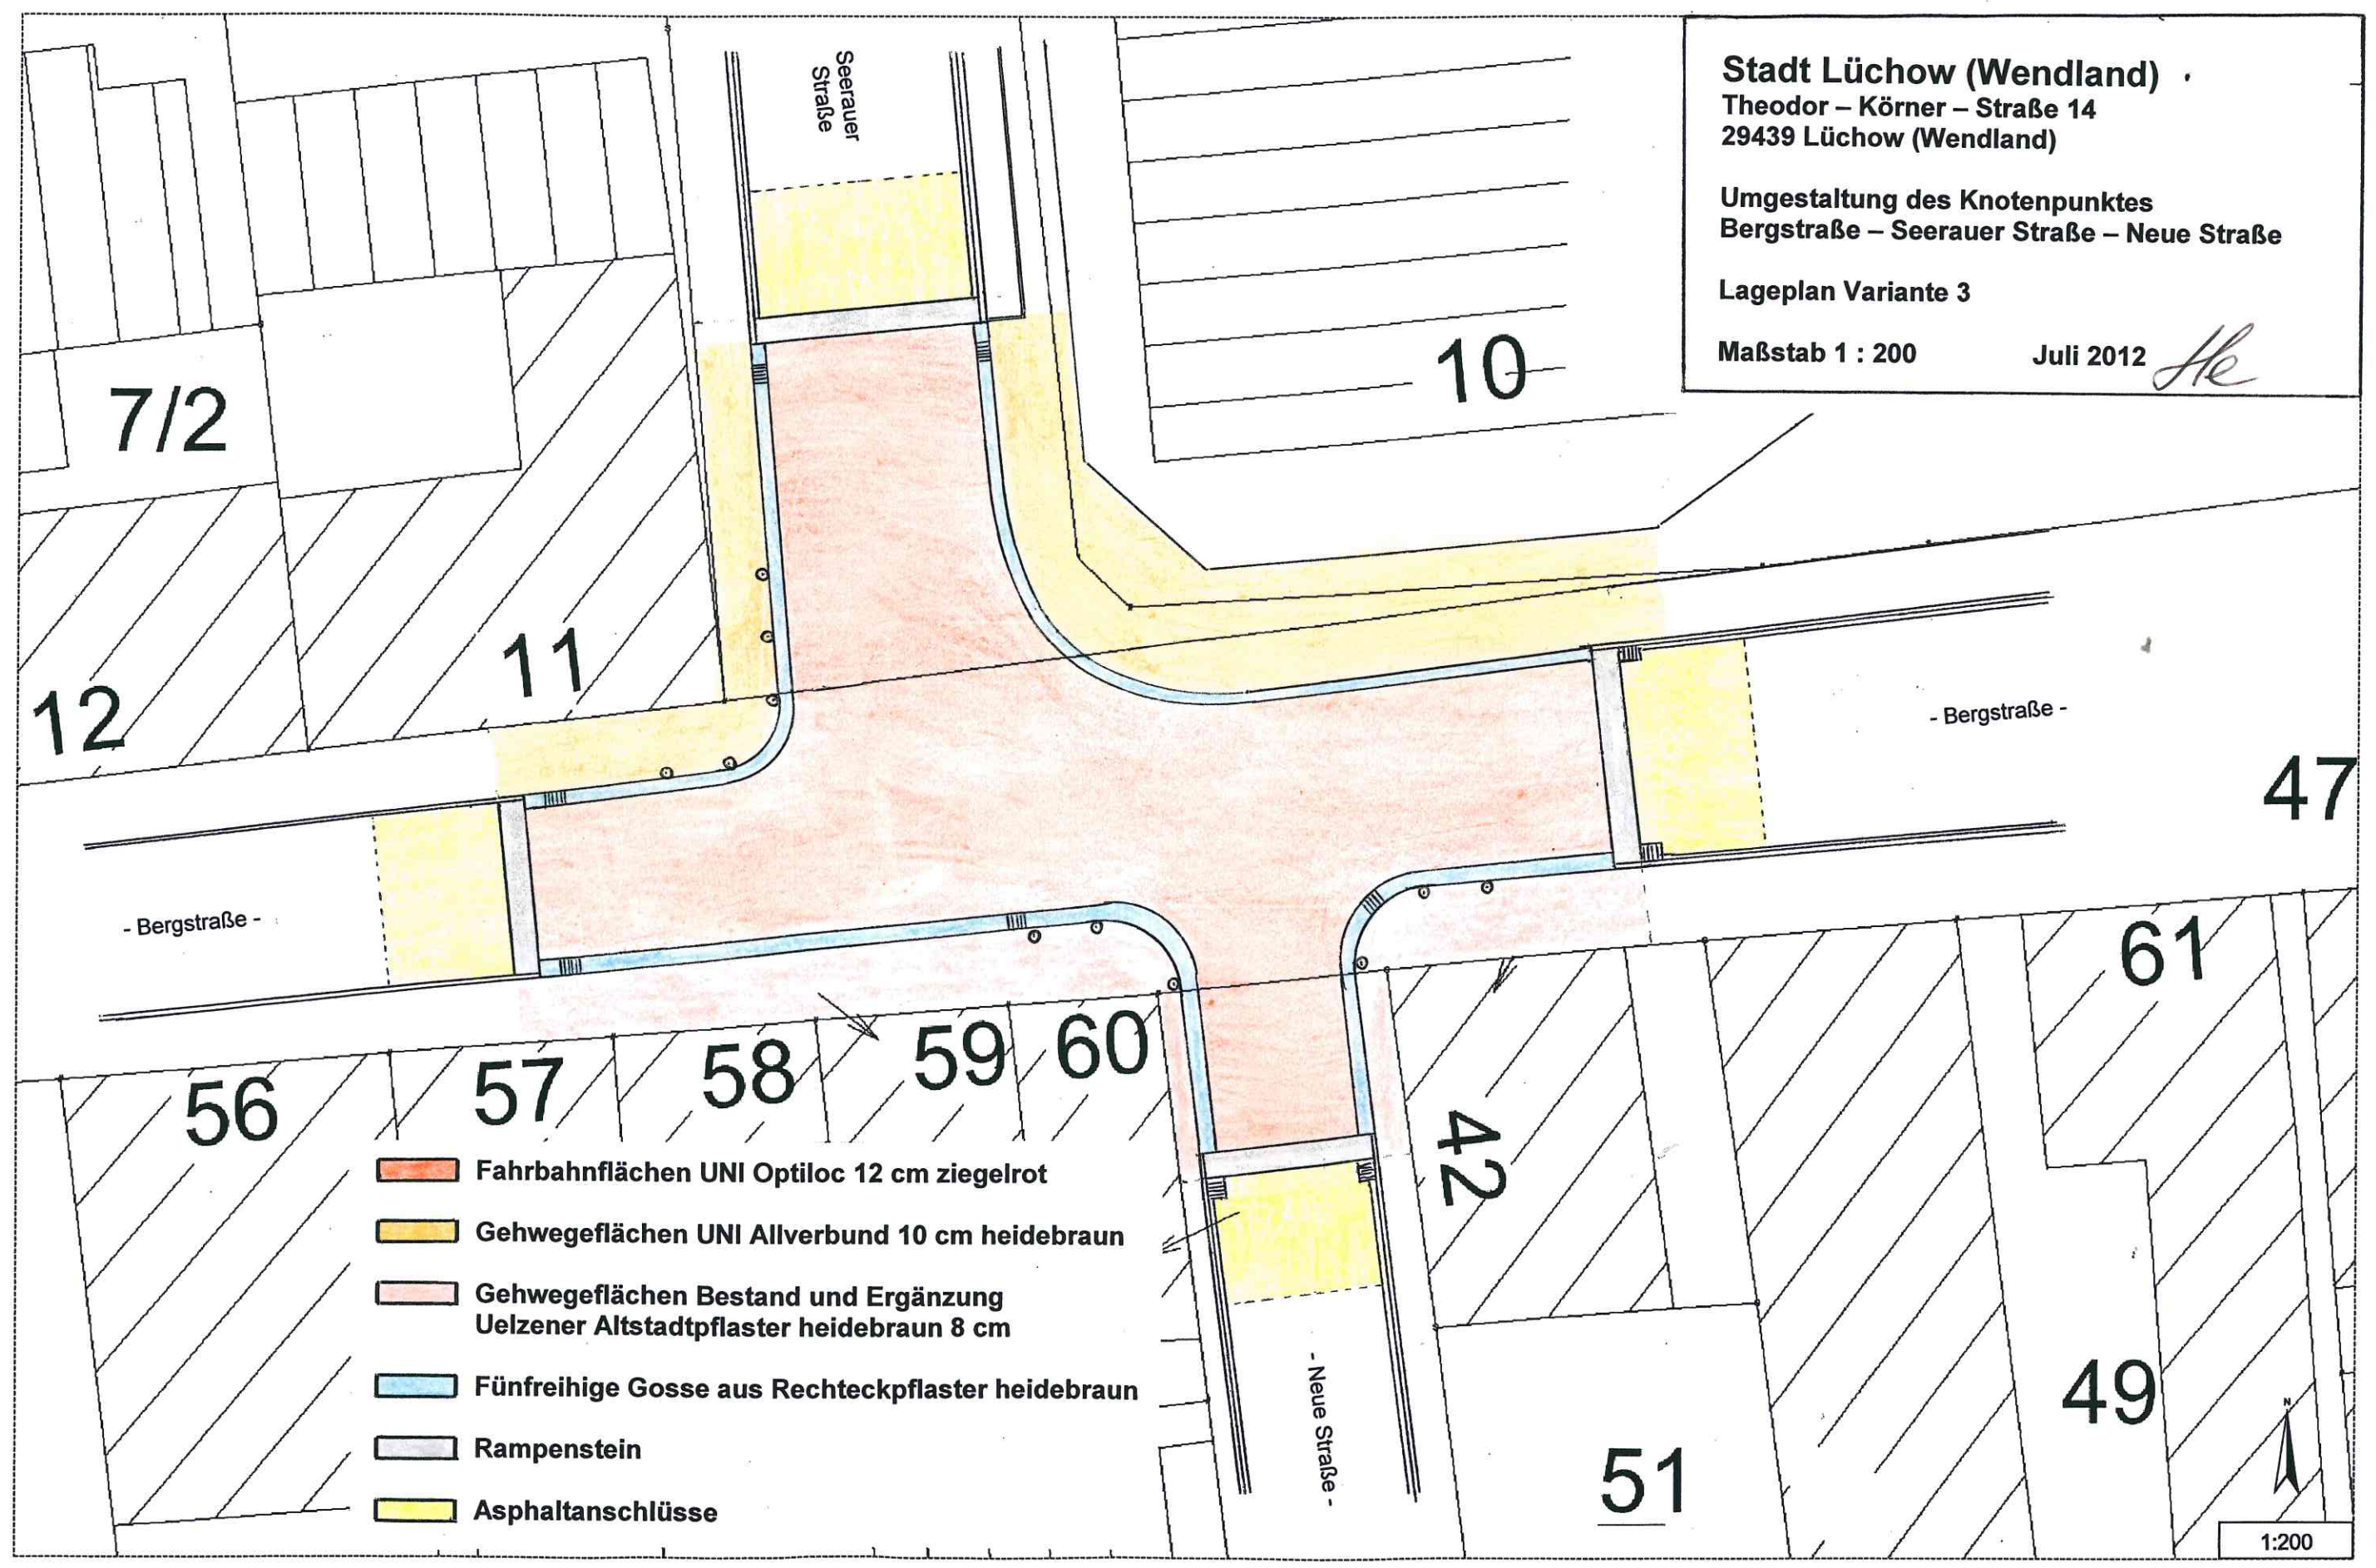 Stadt Lüchow (Wendland)
Theodor – Körner – Straße 14
29439 Lüchow (Wendland)
Umgestaltung des Knotenpunktes
Bergstraße – Seerauer Straße – Neue Straße
Lageplan Variante 3
Maßstab 1 : 200 Juli 2012
Seerauer
Straße
10
7/2
11
12
- Bergstraße -
47
- Bergstraße -
61
56
57
58
59
60
42
Fahrbahnflächen UNI Optiloc 12 cm ziegelrot
Gehwegeflächen UNI Allverbund 10 cm heidebraun
Gehwegeflächen Bestand und Ergänzung
Uelzener Altstadtpflaster heidebraun 8 cm
Fünfreihige Gosse aus Rechteckpflaster heidebraun
Rampenstein
Asphaltanschlüsse
- Neue Straße -
51
49
N
1:200